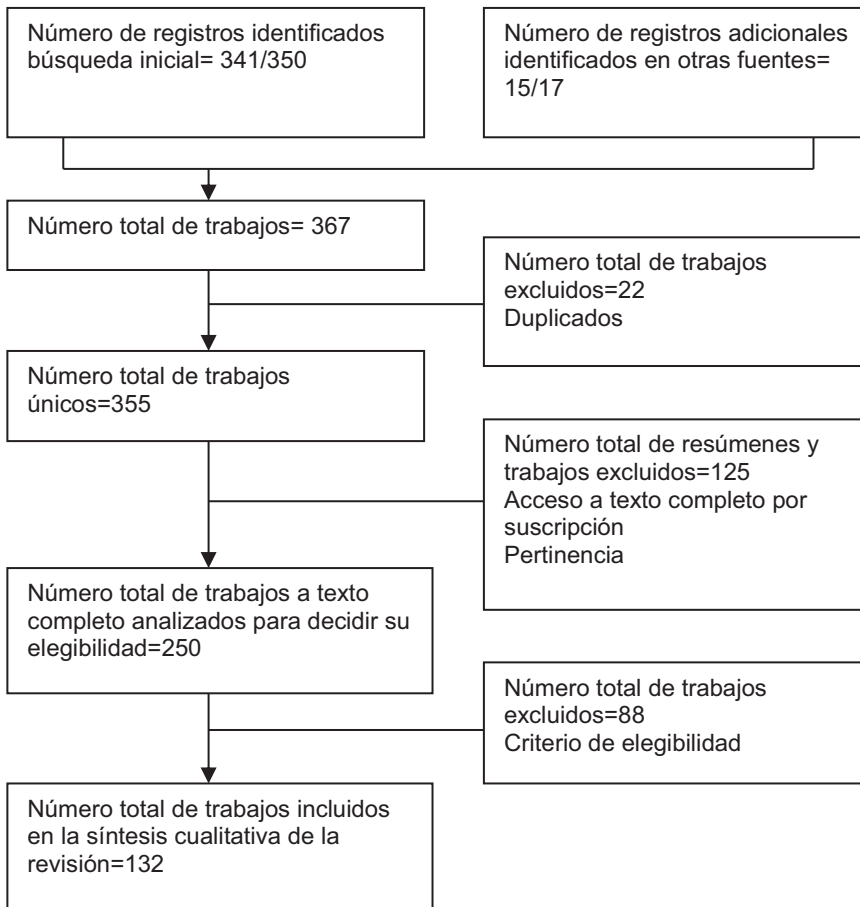 Número de registros identificados
búsqueda inicial= 341/350
Número de registros adicionales
identificados en otras fuentes=
15/17
Número total de trabajos= 367
Número total de trabajos
excluidos=22
Duplicados
Número total de trabajos
únicos=355
Número total de resúmenes y
trabajos excluidos=125
Acceso a texto completo por
suscripción
Pertinencia
Número total de trabajos a texto
completo analizados para decidir su
elegibilidad=250
Número total de trabajos
excluidos=88
Criterio de elegibilidad
Número total de trabajos incluidos
en la síntesis cualitativa de la
revisión=132